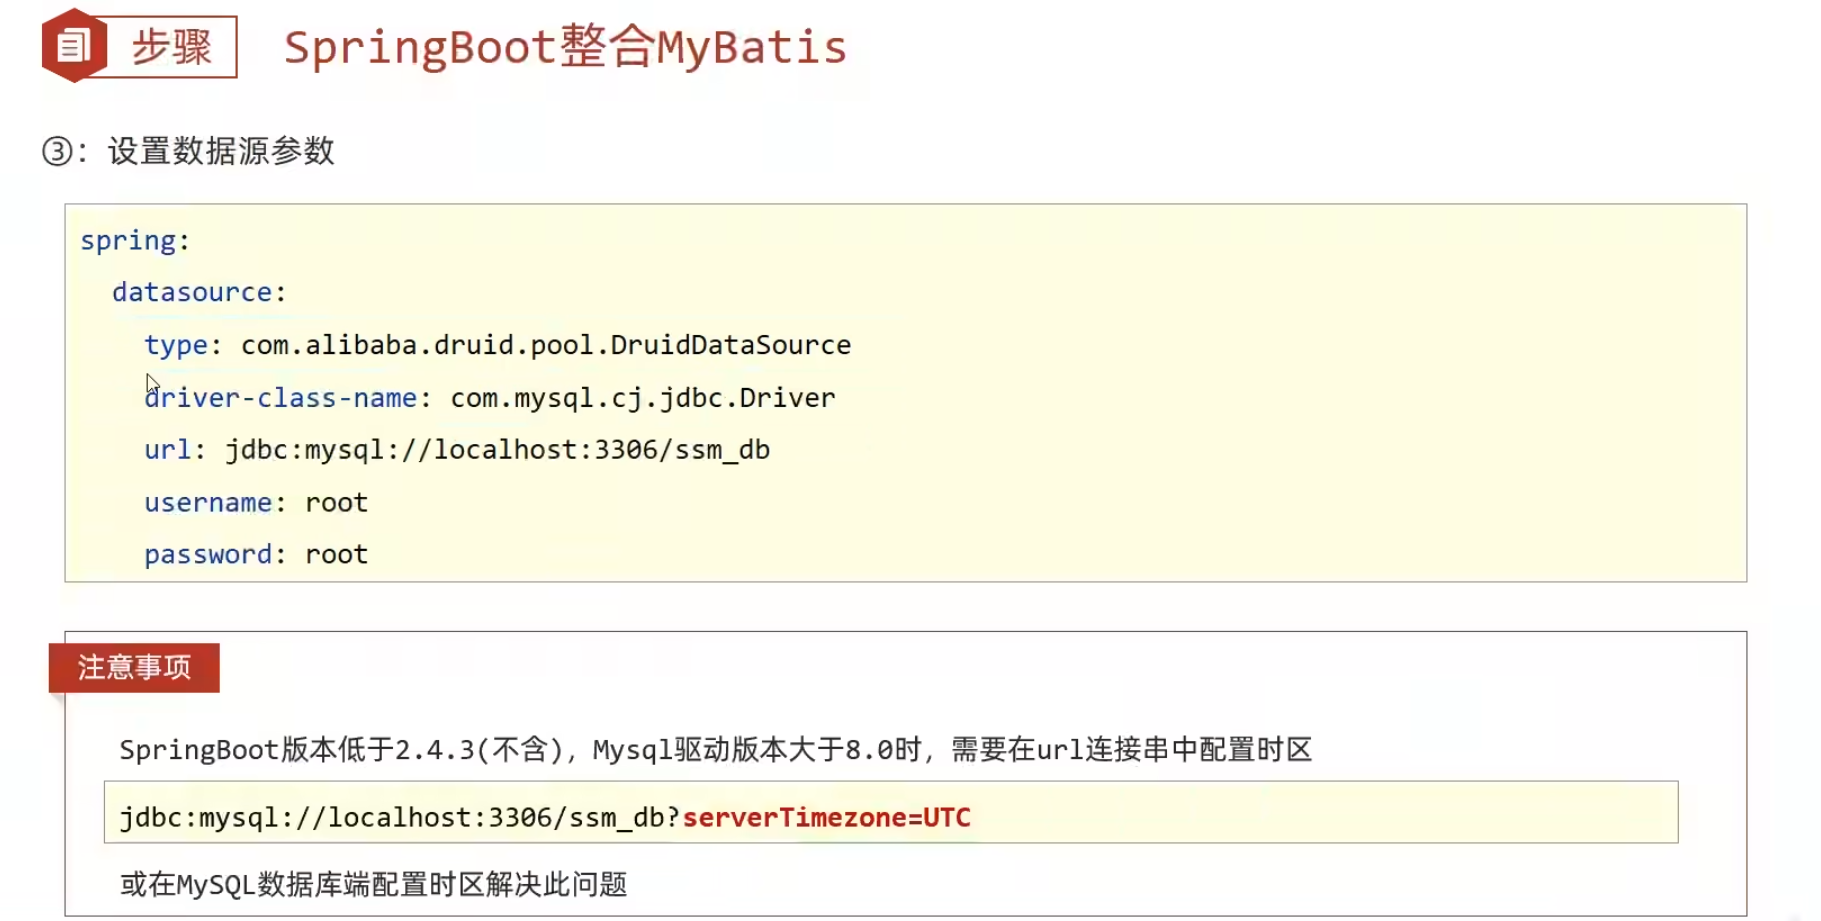 步骤 SpringBoot整合MyBatis
③：设置数据源参数
spring:
  datasource:
    type: com.alibaba.druid.pool.DruidDataSource
    driver-class-name: com.mysql.cj.jdbc.Driver
    url: jdbc:mysql://localhost:3306/ssm_db
    username: root
    password: root
注意事项
SpringBoot版本低于2.4.3(不含)，Mysql驱动版本大于8.0时，需要在url连接串中配置时区
jdbc:mysql://localhost:3306/ssm_db?serverTimezone=UTC
或在MySQL数据库端配置时区解决此问题